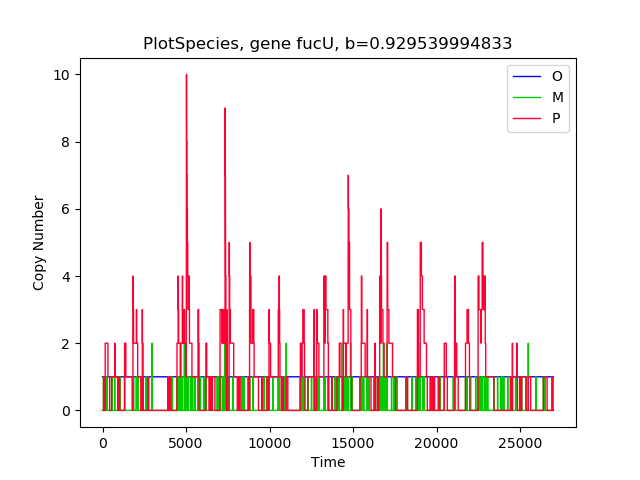 PlotSpecies, gene fucU, b=0.929539994833
Copy Number
10
8
6
4
2
0
O
M
P
0 5000 10000 15000 20000 25000
Time